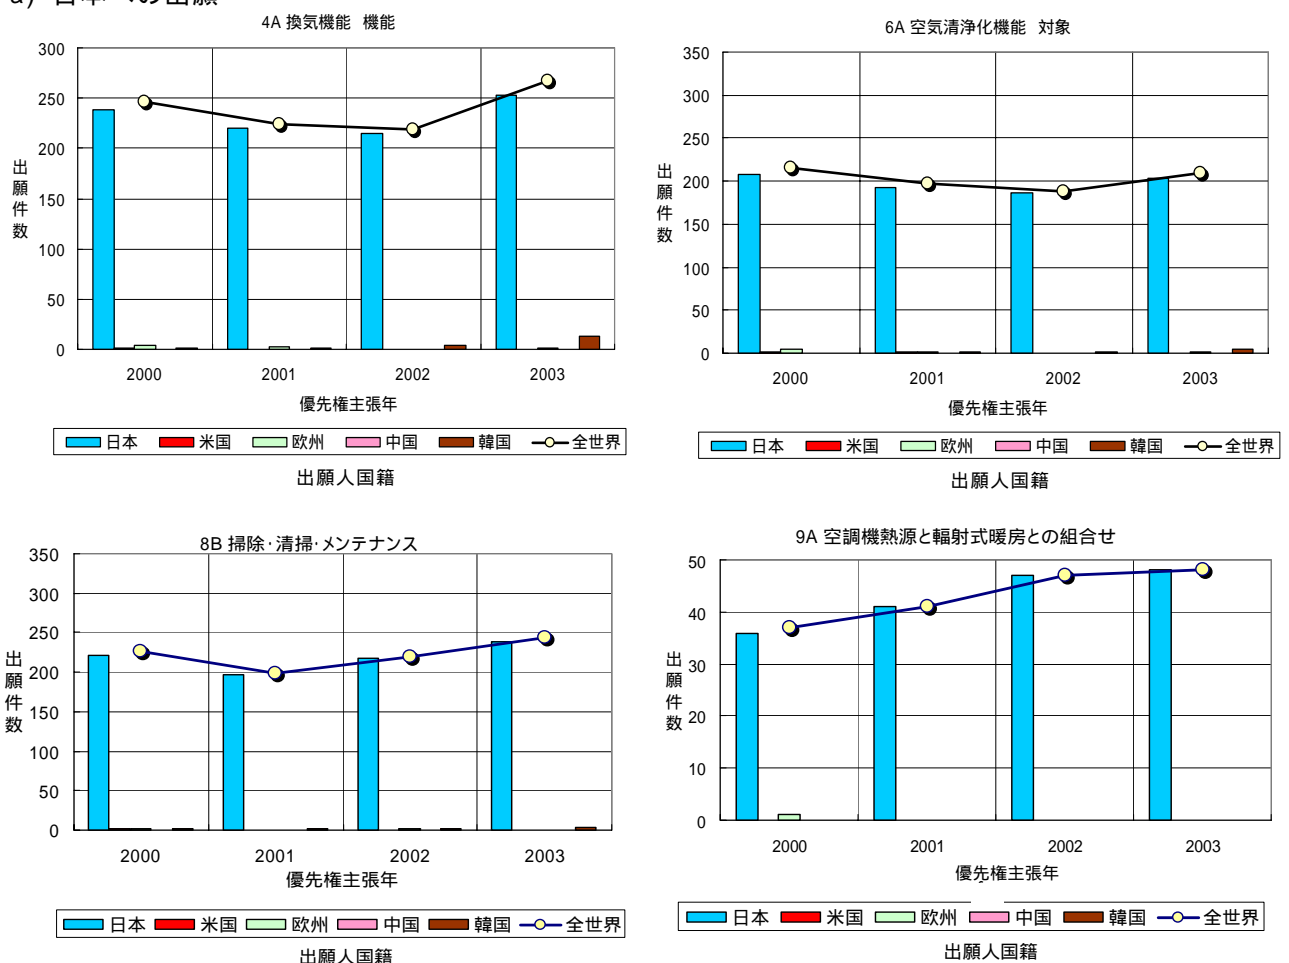 a) 日本への出願
4A 換気機能 機能
300
250
200
150
100
50
0
出願件数
2000 2001 2002 2003
優先権主張年
日本 米国 欧州 中国 韓国 全世界
出願人国籍
6A 空気清浄化機能 対象
350
300
250
200
150
100
50
0
出願件数
2000 2001 2002 2003
優先権主張年
日本 米国 欧州 中国 韓国 全世界
出願人国籍
8B 掃除・清掃・メンテナンス
350
300
250
200
150
100
50
0
出願件数
2000 2001 2002 2003
優先権主張年
日本 米国 欧州 中国 韓国 全世界
出願人国籍
9A 空調機熱源と輻射式暖房との組合せ
50
40
30
20
10
0
出願件数
2000 2001 2002 2003
優先権主張年
日本 米国 欧州 中国 韓国 全世界
出願人国籍